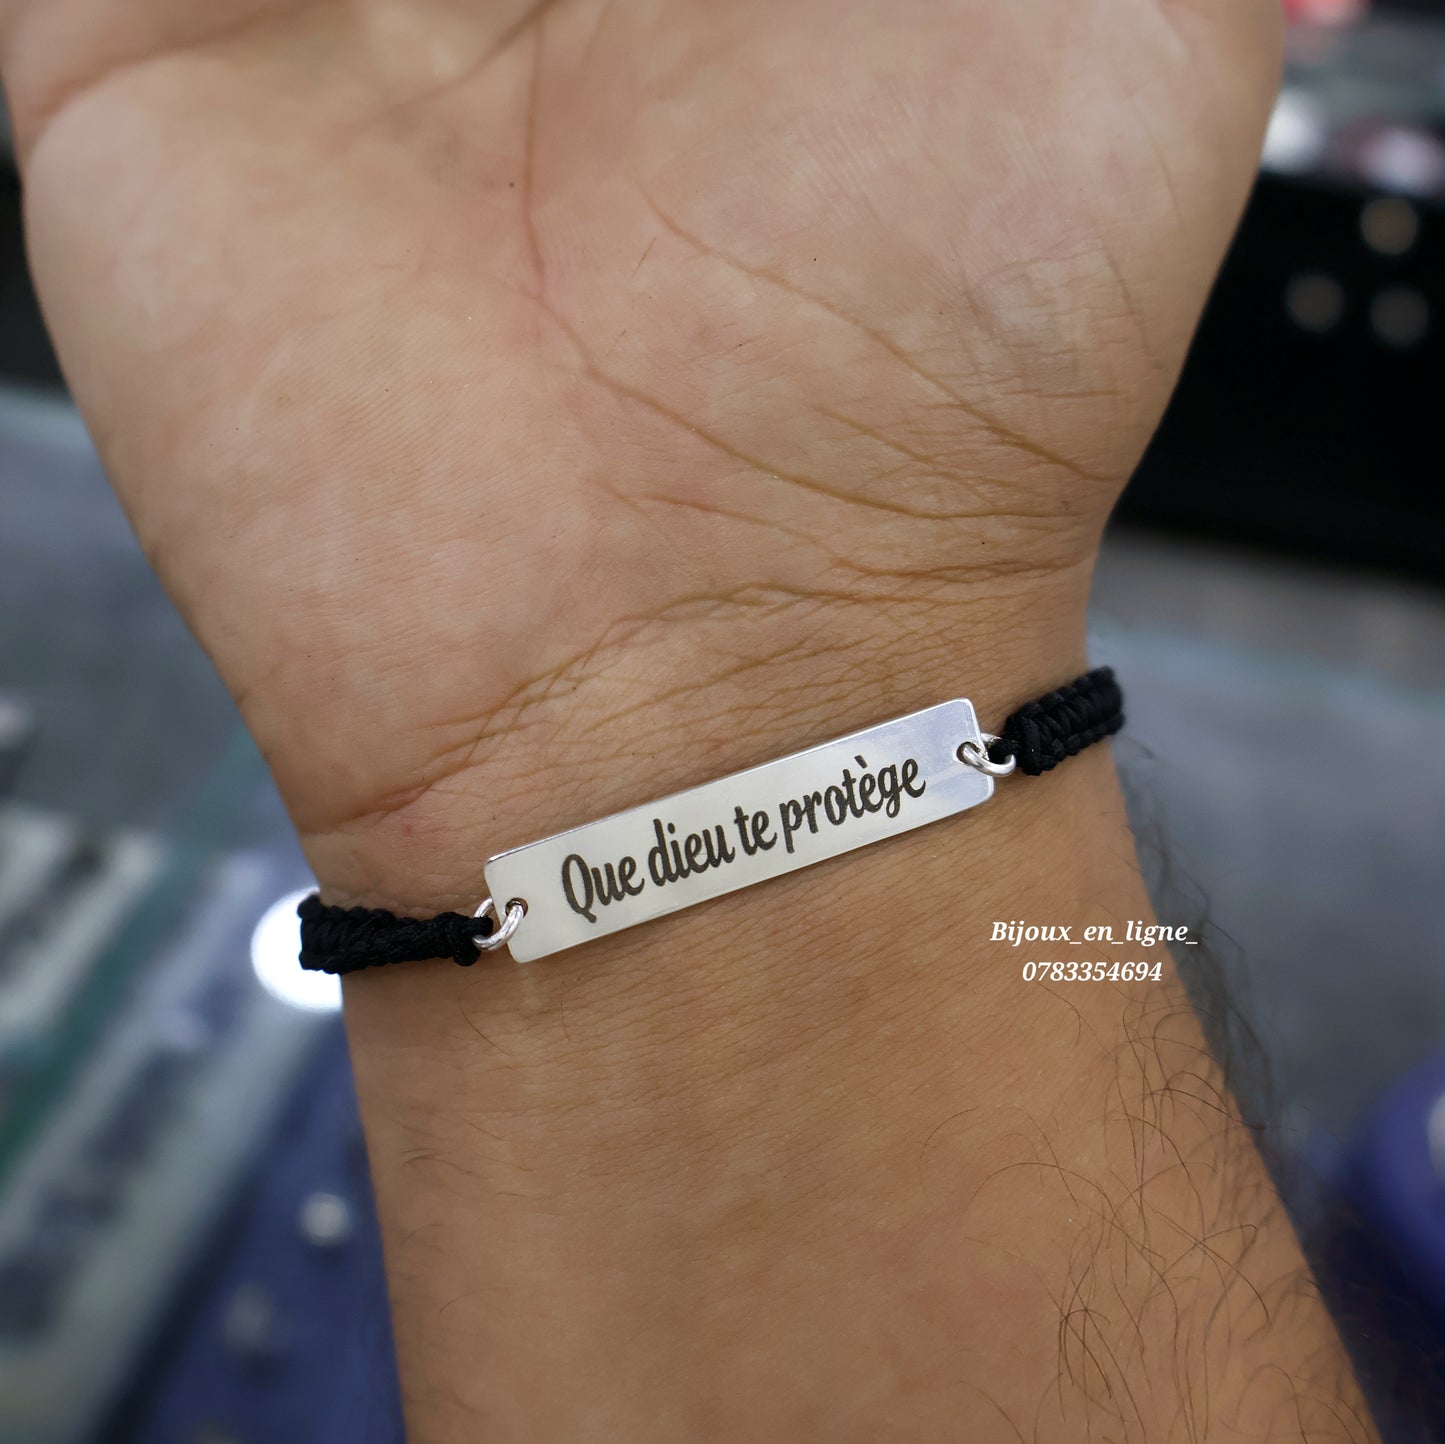 Que dieu te protège
Bijoux_en_ligne_
0783354694